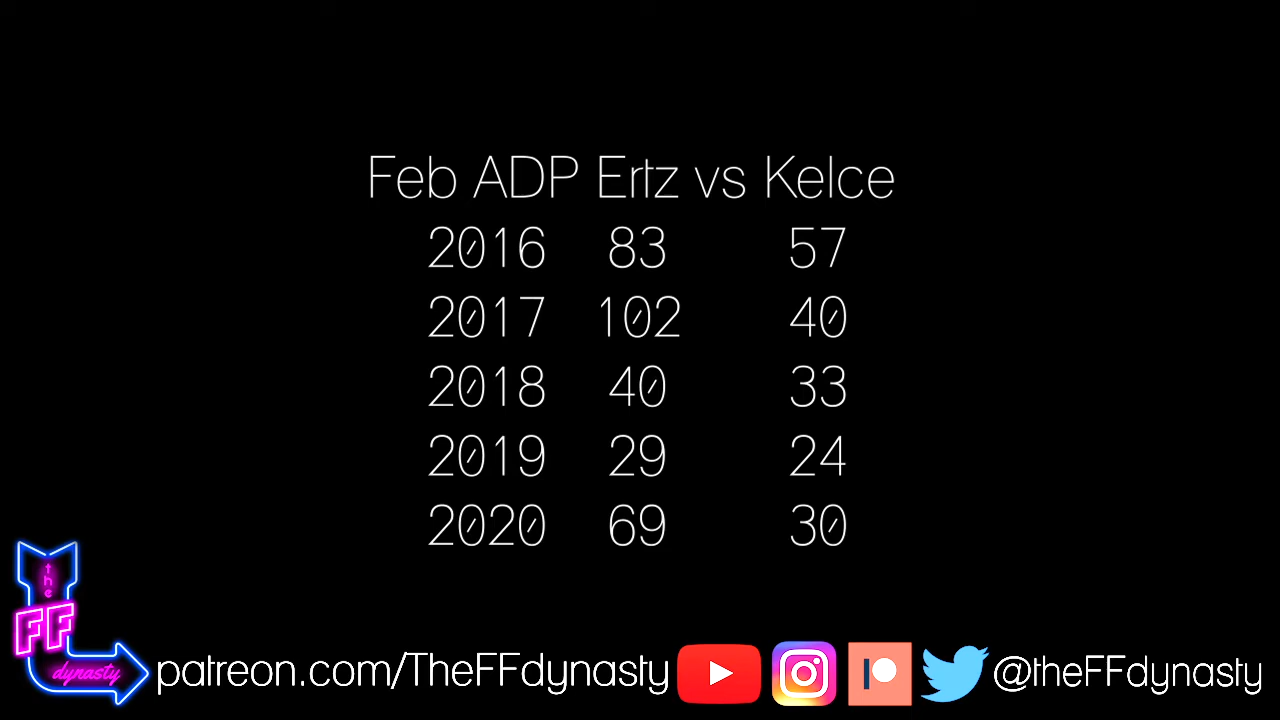 Feb ADP Ertz vs Kelce
2016 83 57
2017 102 40
2018 40 33
2019 29 24
2020 69 30
the
FF
dynasty
patreon.com/TheFFdynasty @theFFdynasty